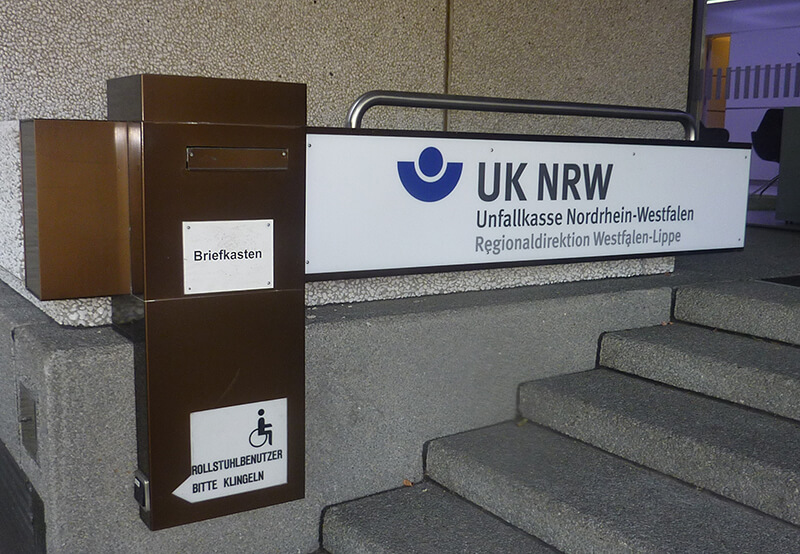 Briefkasten
UK NRW
Unfallkasse Nordrhein-Westfalen
Regionaldirektion Westfalen-Lippe
ROLLSTUHLBENUTZER
BITTE KLINGELN